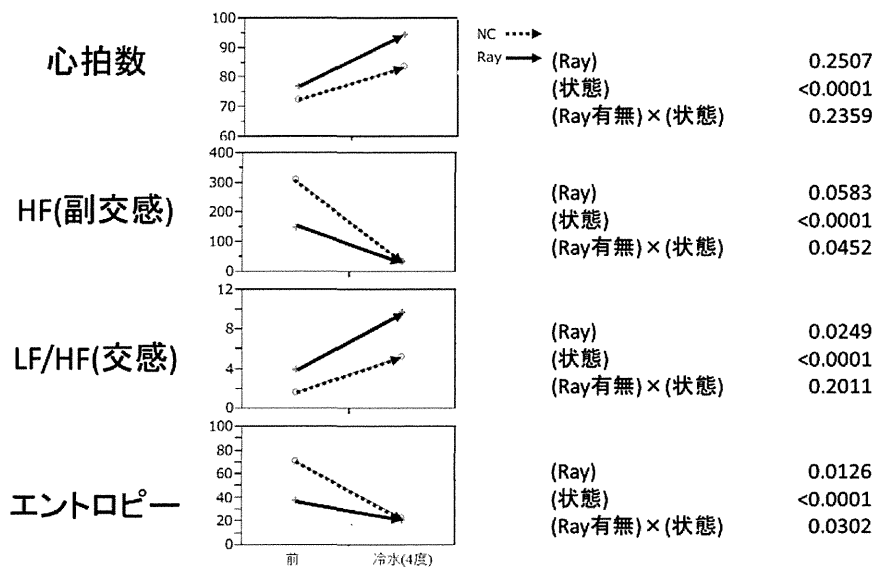 心拍数
100
90
80
70
60
NC
Ray
(Ray) 0.2507
(状態) <0.0001
(Ray有無)×(状態) 0.2359
HF(副交感)
400
300
200
100
0
(Ray) 0.0583
(状態) <0.0001
(Ray有無)×(状態) 0.0452
LF/HF(交感)
12
8
4
0
(Ray) 0.0249
(状態) <0.0001
(Ray有無)×(状態) 0.2011
エントロピー
100
80
60
40
20
0
(Ray) 0.0126
(状態) <0.0001
(Ray有無)×(状態) 0.0302
前 冷水(4度)